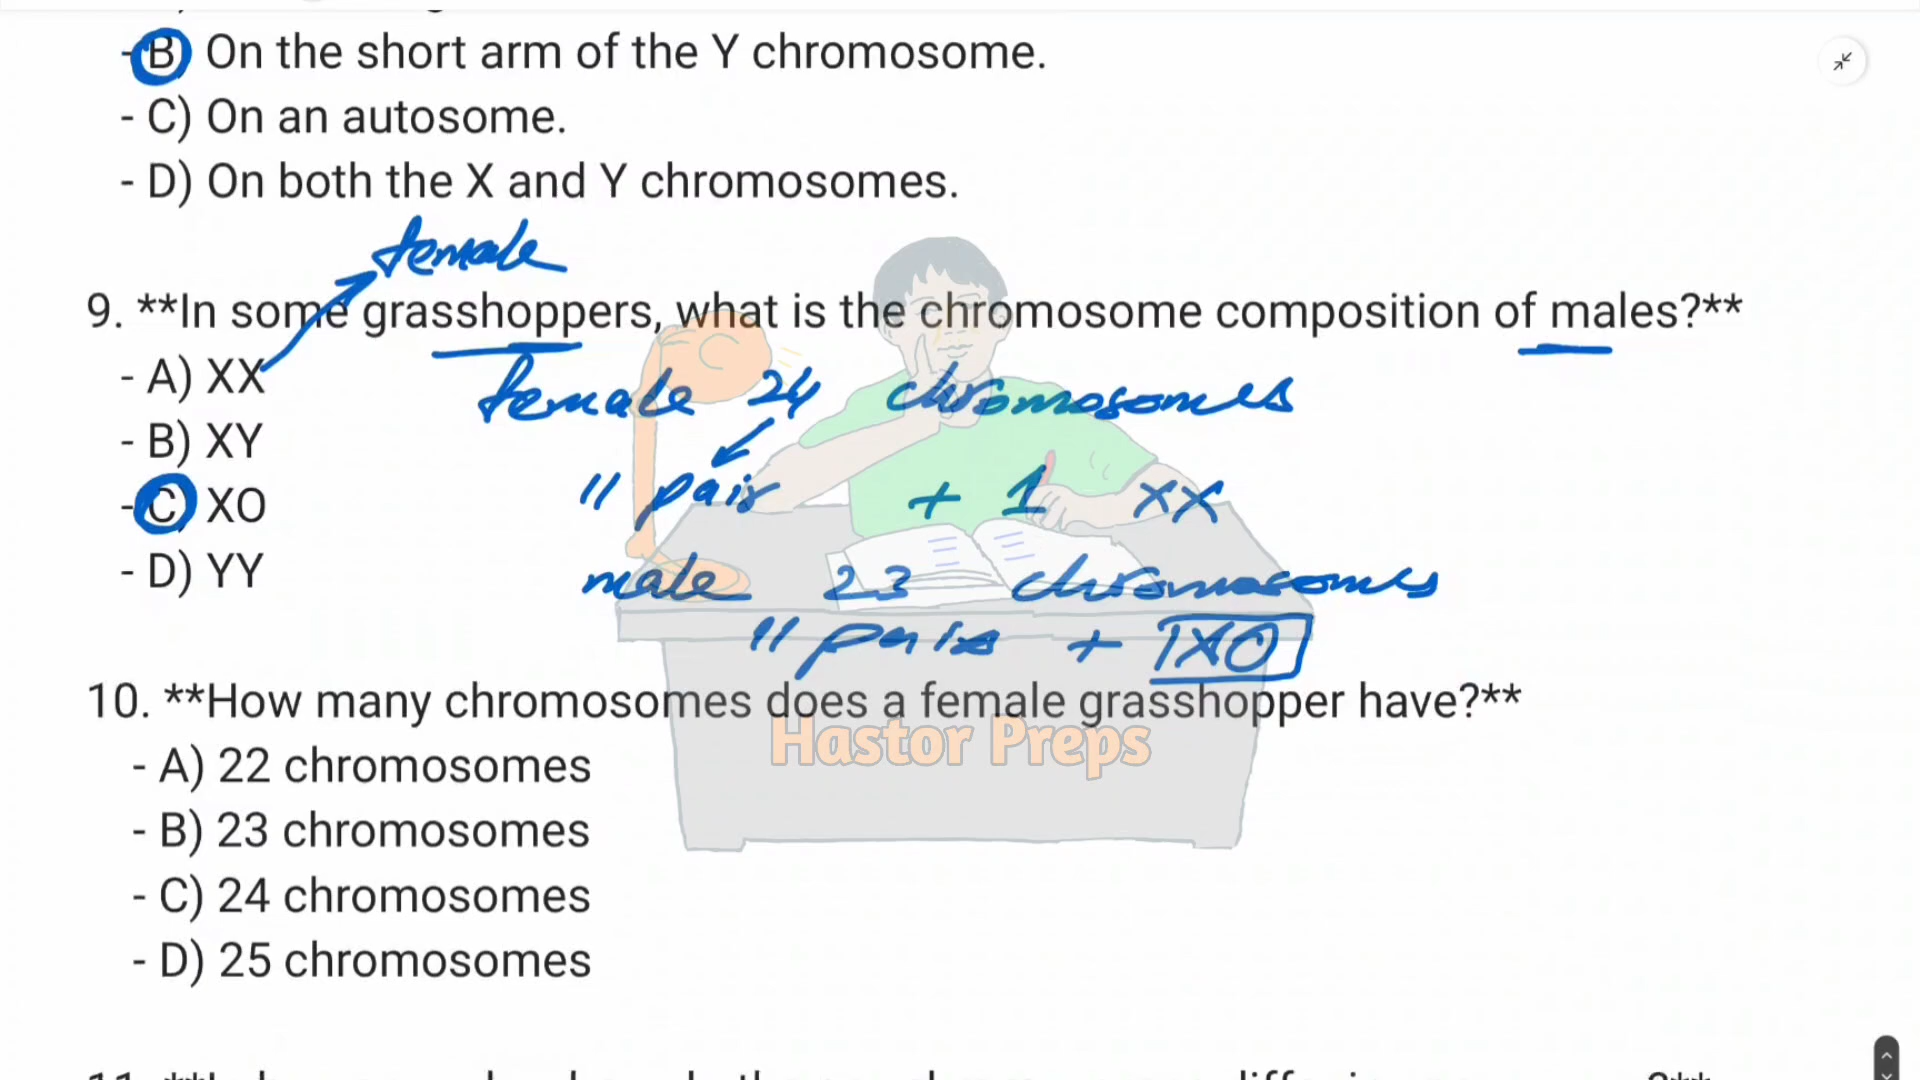 - B) On the short arm of the Y chromosome.
- C) On an autosome.
- D) On both the X and Y chromosomes.
female
9. **In some grasshoppers, what is the chromosome composition of males?**
- A) XX
female 24 chromosomes
- B) XY
11 pair + 1 XX
- C) XO
- D) YY
male 23 chromosomes
11 pairs + 1XO
10. **How many chromosomes does a female grasshopper have?**
Hastor Preps
- A) 22 chromosomes
- B) 23 chromosomes
- C) 24 chromosomes
- D) 25 chromosomes